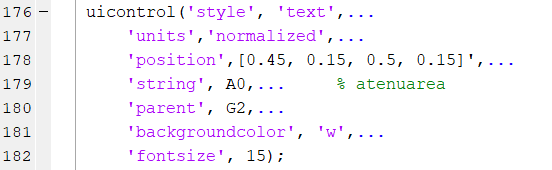 176 – uicontrol('style', 'text',...
177 'units','normalized',...
178 'position',[0.45, 0.15, 0.5, 0.15]',...
179 'string', A0,... % atenuarea
180 'parent', G2,...
181 'backgroundcolor', 'w',...
182 'fontsize', 15);